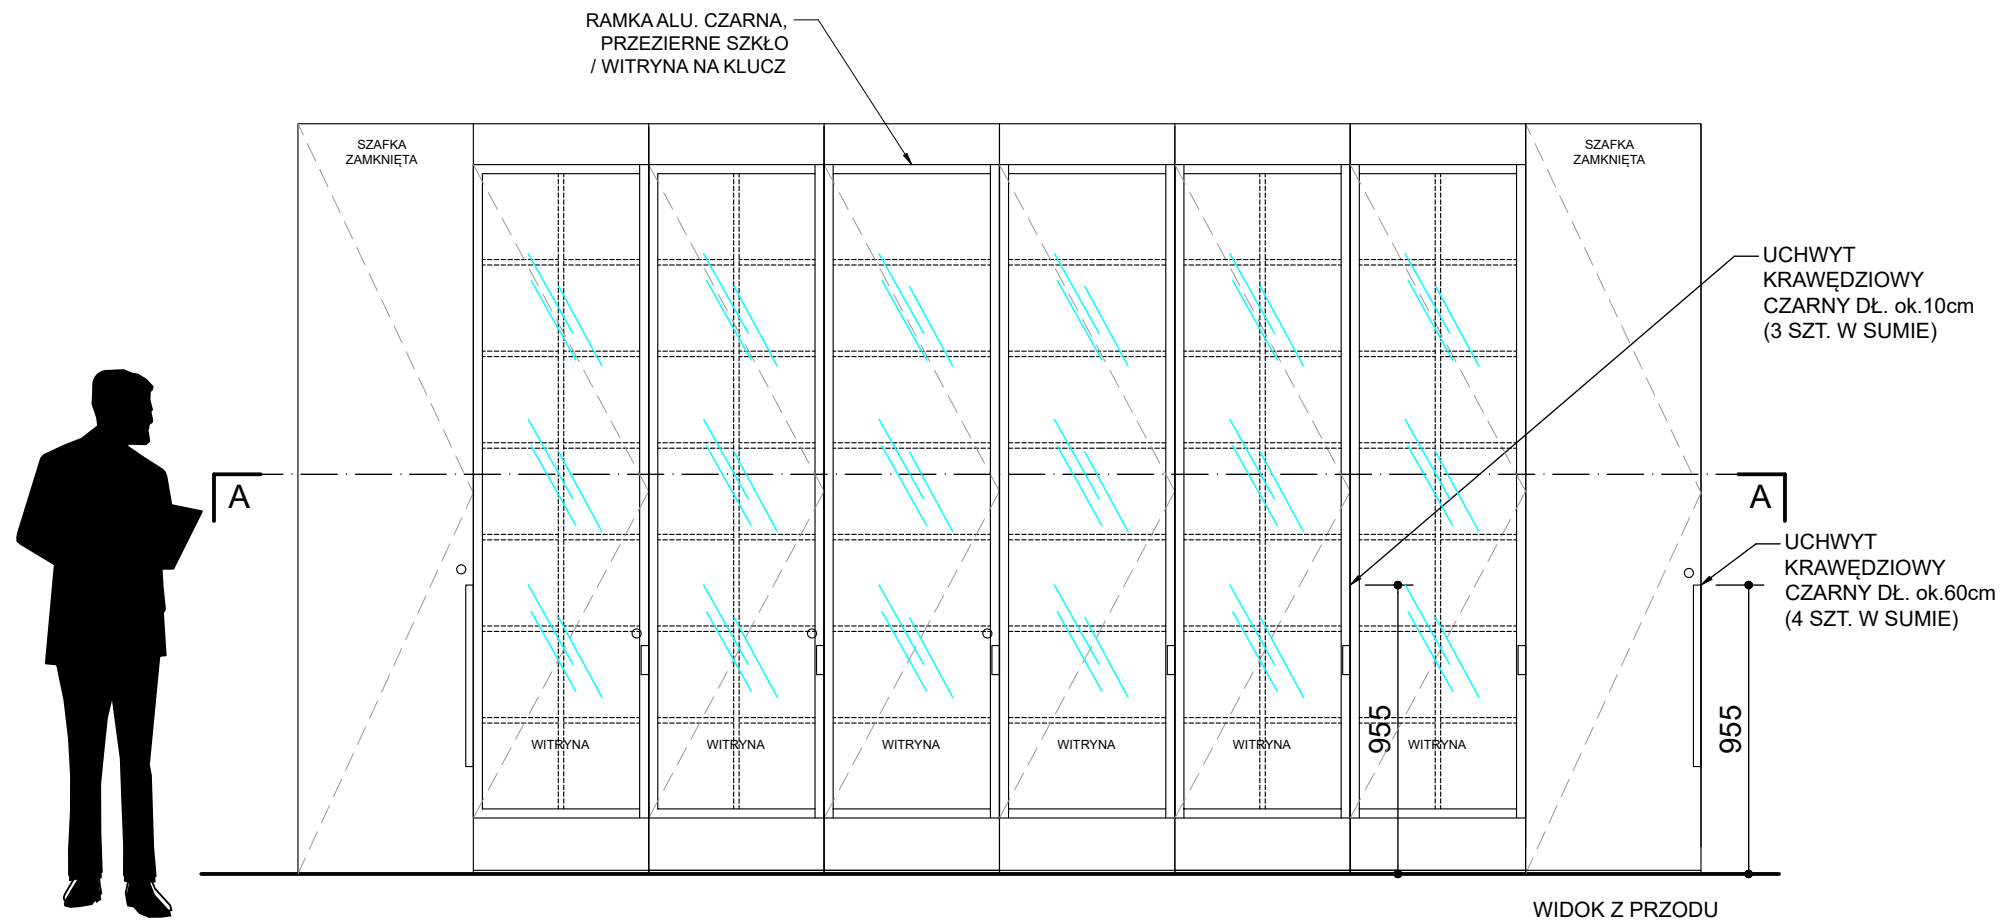 RAMKA ALU. CZARNA,
PRZEZIERNE SZKŁO
/ WITRYNA NA KLUCZ
SZAFKA
ZAMKNIĘTA
SZAFKA
ZAMKNIĘTA
UCHWYT
KRAWĘDZIOWY
CZARNY DŁ. ok.10cm
(3 SZT. W SUMIE)
A
A
UCHWYT
KRAWĘDZIOWY
CZARNY DŁ. ok.60cm
(4 SZT. W SUMIE)
955
955
WITRYNA
WITRYNA
WITRYNA
WITRYNA
WITRYNA
WITRYNA
WIDOK Z PRZODU